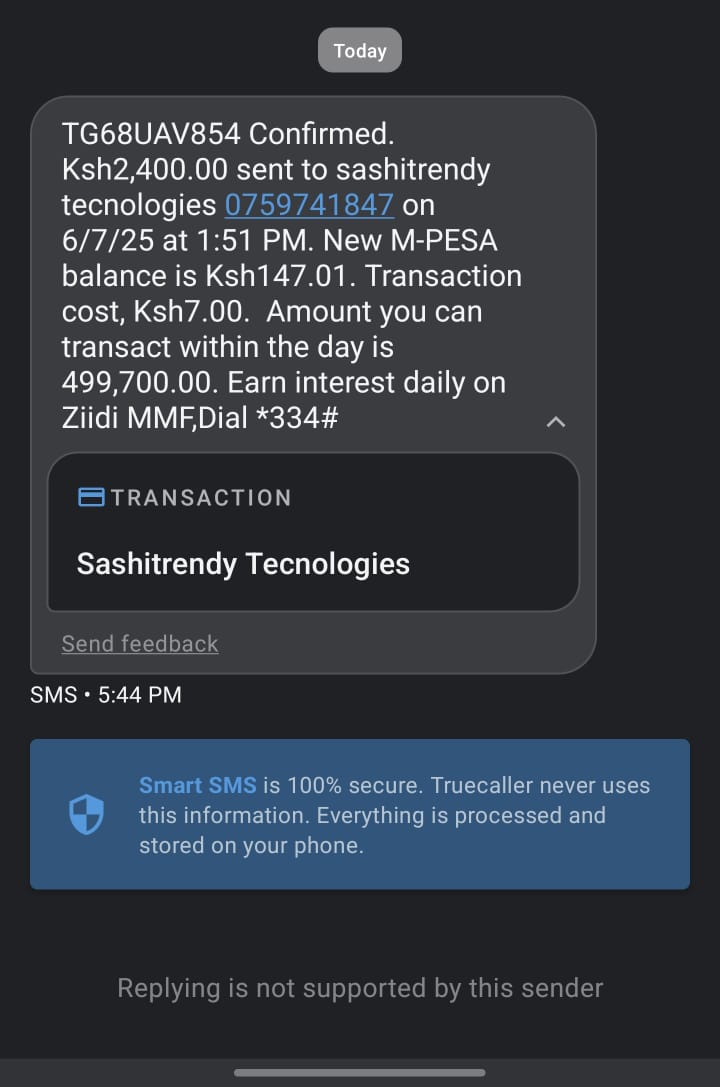 Today
TG68UAV854 Confirmed.
Ksh2,400.00 sent to sashitrendy
tecnologies 0759741847 on
6/7/25 at 1:51 PM. New M-PESA
balance is Ksh147.01. Transaction
cost, Ksh7.00.  Amount you can
transact within the day is
499,700.00. Earn interest daily on
Ziidi MMF,Dial *334#
TRANSACTION
Sashitrendy Tecnologies
Send feedback
SMS • 5:44 PM
Smart SMS is 100% secure. Truecaller never uses
this information. Everything is processed and
stored on your phone.
Replying is not supported by this sender